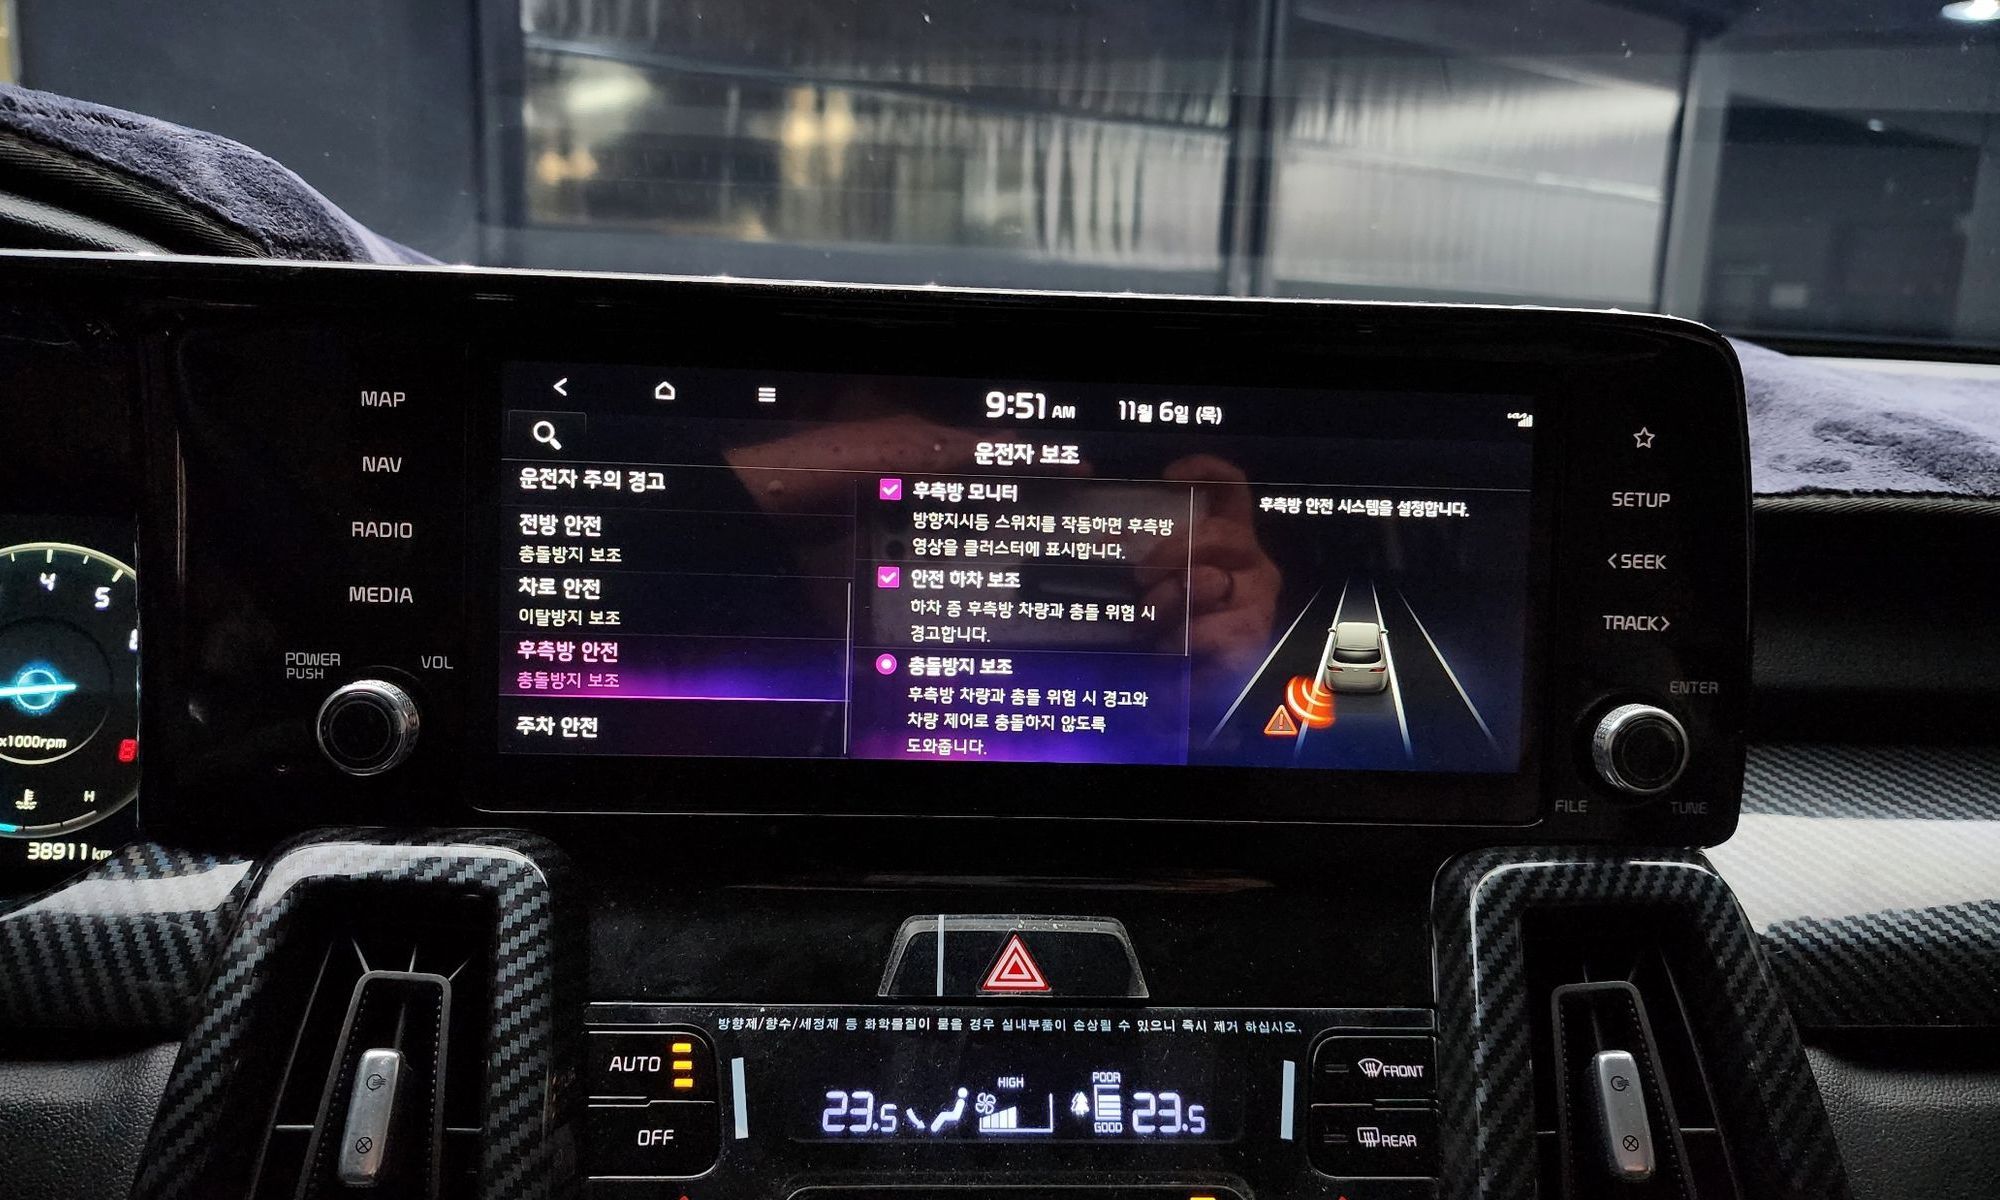 MAP
NAV
RADIO
MEDIA
POWER
PUSH
VOL
9:51 AM
11월 6일 (목)
운전자 보조
운전자 주의 경고
전방 안전
충돌방지 보조
차로 안전
이탈방지 보조
후측방 안전
충돌방지 보조
주차 안전
후측방 모니터
방향지시등 스위치를 작동하면 후측방
영상을 클러스터에 표시합니다.
안전 하차 보조
하차 중 후측방 차량과 충돌 위험 시
경고합니다.
충돌방지 보조
후측방 차량과 충돌 위험 시 경고와
차량 제어로 충돌하지 않도록
도와줍니다.
후측방 안전 시스템을 설정합니다.
SETUP
<SEEK
TRACK>
ENTER
FILE
TUNE
4
5
x1000rpm
H
38911 km
방향제/향수/세정제 등 화학물질이 묻을 경우 실내부품이 손상될 수 있으니 즉시 제거 하십시오.
AUTO
OFF
23.5
HIGH
POOR
GOOD
23.5
FRONT
REAR